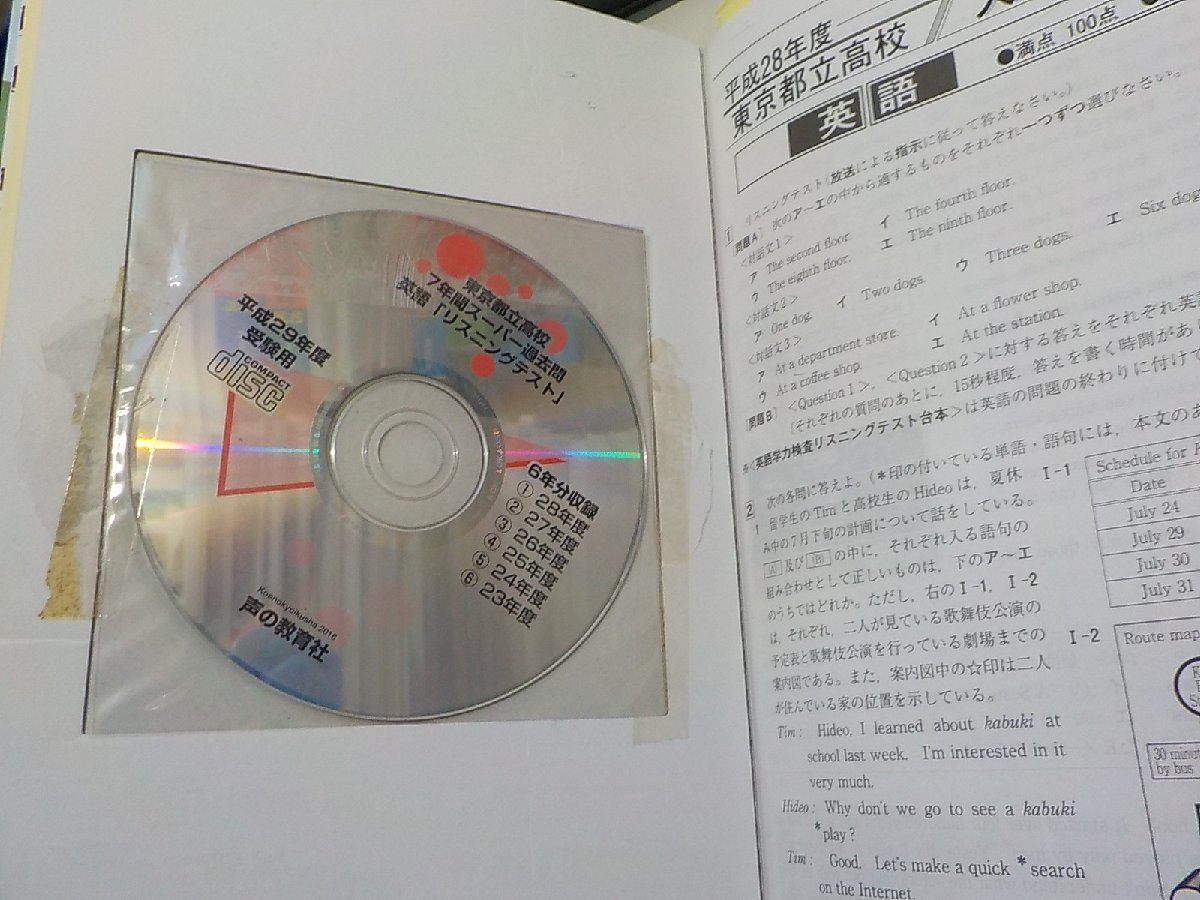 東京都立高校
7年間スーパー過去問
英語「リスニングテスト」
平成29年度
受験用
COMPACT
disc
6年分収録
① 28年度
② 27年度
③ 26年度
④ 25年度
⑤ 24年度
⑥ 23年度
Koenokyoikusha 2016
声の教育社
平成28年度
東京都立高校
英語
●満点 100点
1 リスニングテスト(放送による指示に従って答えなさい。)
[問題A] 次のア〜エの中から適するものをそれぞれ一つずつ選びなさい。
<対話文1>
ア The second floor. イ The fourth floor.
ウ The eighth floor. エ The ninth floor.
<対話文2>
ア One dog. イ Two dogs. ウ Three dogs. エ Six dog
<対話文3>
ア At a department store. イ At a flower shop.
ウ At a coffee shop. エ At the station.
[問題B] <Question 1>, <Question 2>に対する答えをそれぞれ英
(それぞれの質問のあとに, 15秒程度, 答えを書く時間があ
※<英語学力検査リスニングテスト台本>は英語の問題の終わりに付けて
2 次の各問に答えよ。(*印の付いている単語・語句には, 本文のあ
1 留学生のTimと高校生のHideoは, 夏休
み中の7月下旬の計画について話をしている。
(A)及び(B)の中に, それぞれ入る語句の
組み合わせとして正しいものは, 下のア〜エ
のうちではどれか。ただし, 右のI-1, I-2
は, それぞれ, 二人が見ている歌舞伎公演の
予定表と歌舞伎公演を行っている劇場までの
案内図である。また, 案内図中の☆印は二人
が住んでいる家の位置を示している。
Tim: Hideo, I learned about kabuki at
school last week. I'm interested in it
very much.
Hideo: Why don't we go to see a kabuki
*play?
Tim: Good. Let's make a quick *search
on the Internet.
I-1
Schedule for
Date
July 24
July 29
July 30
July 31
I-2
Route map
30 minut
by bus